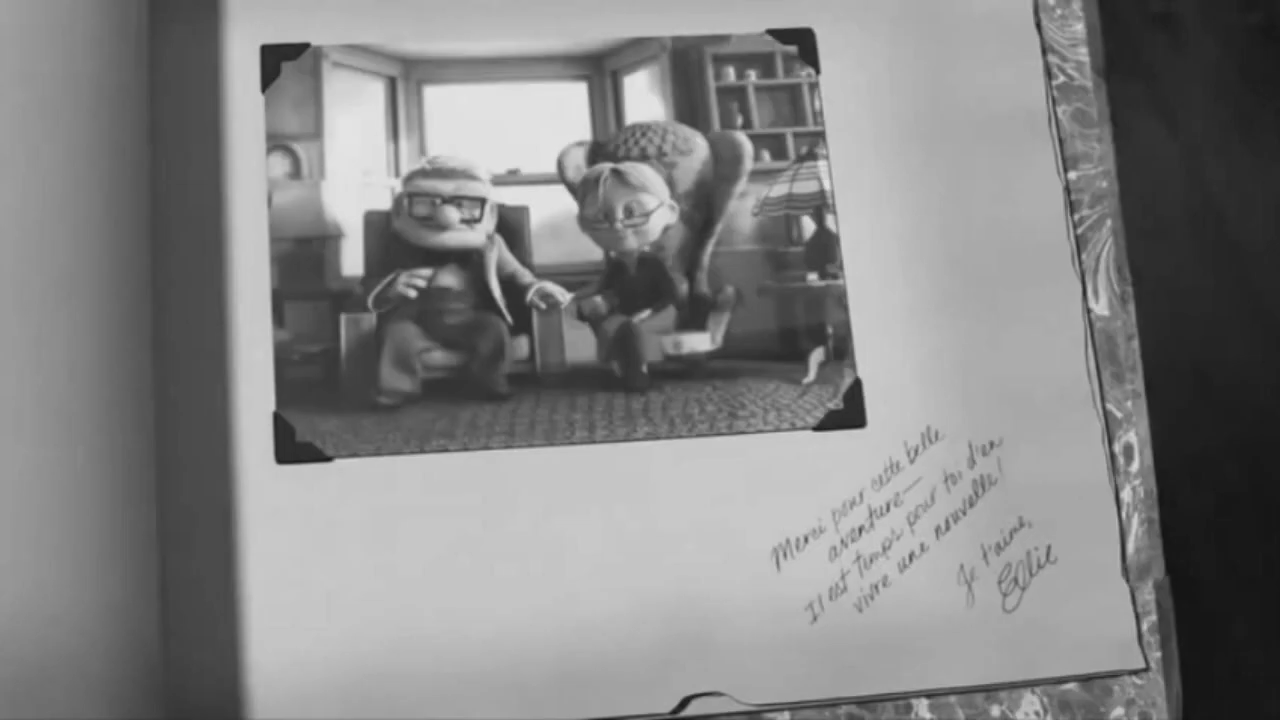 Merci pour cette belle
aventure—
Il est temps pour toi d'en
vivre une nouvelle!
Je t'aime,
Ellie